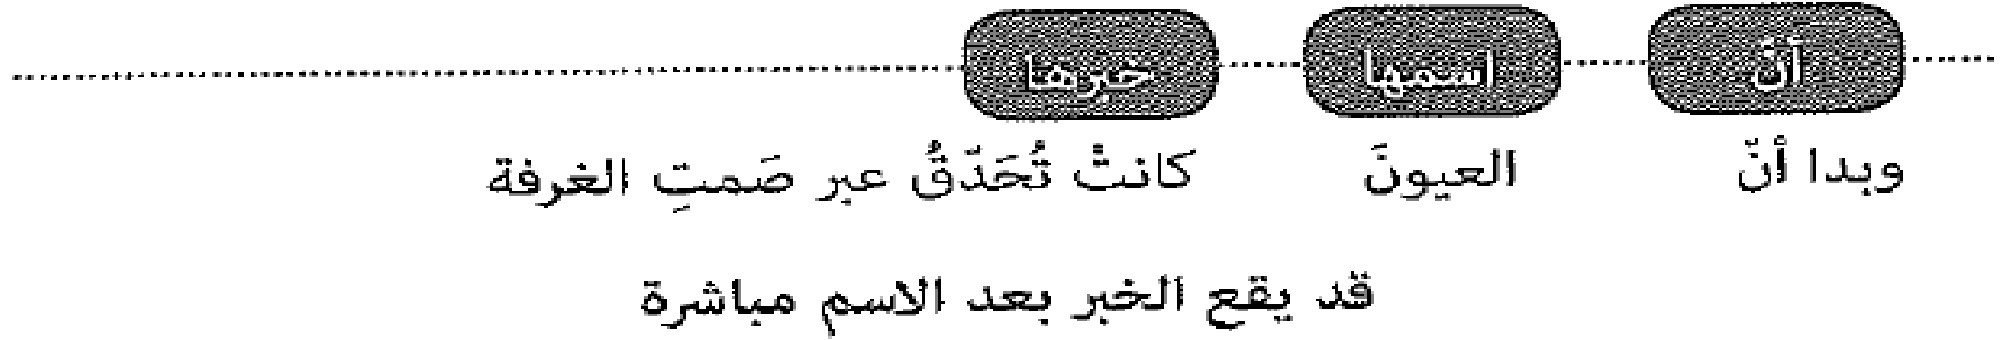 أنّ اسمها خبرها
وبدا أنّ العيونَ كانتْ تُحَدّقُ عبر صَمتِ الغرفة
قد يقع الخبر بعد الاسم مباشرة